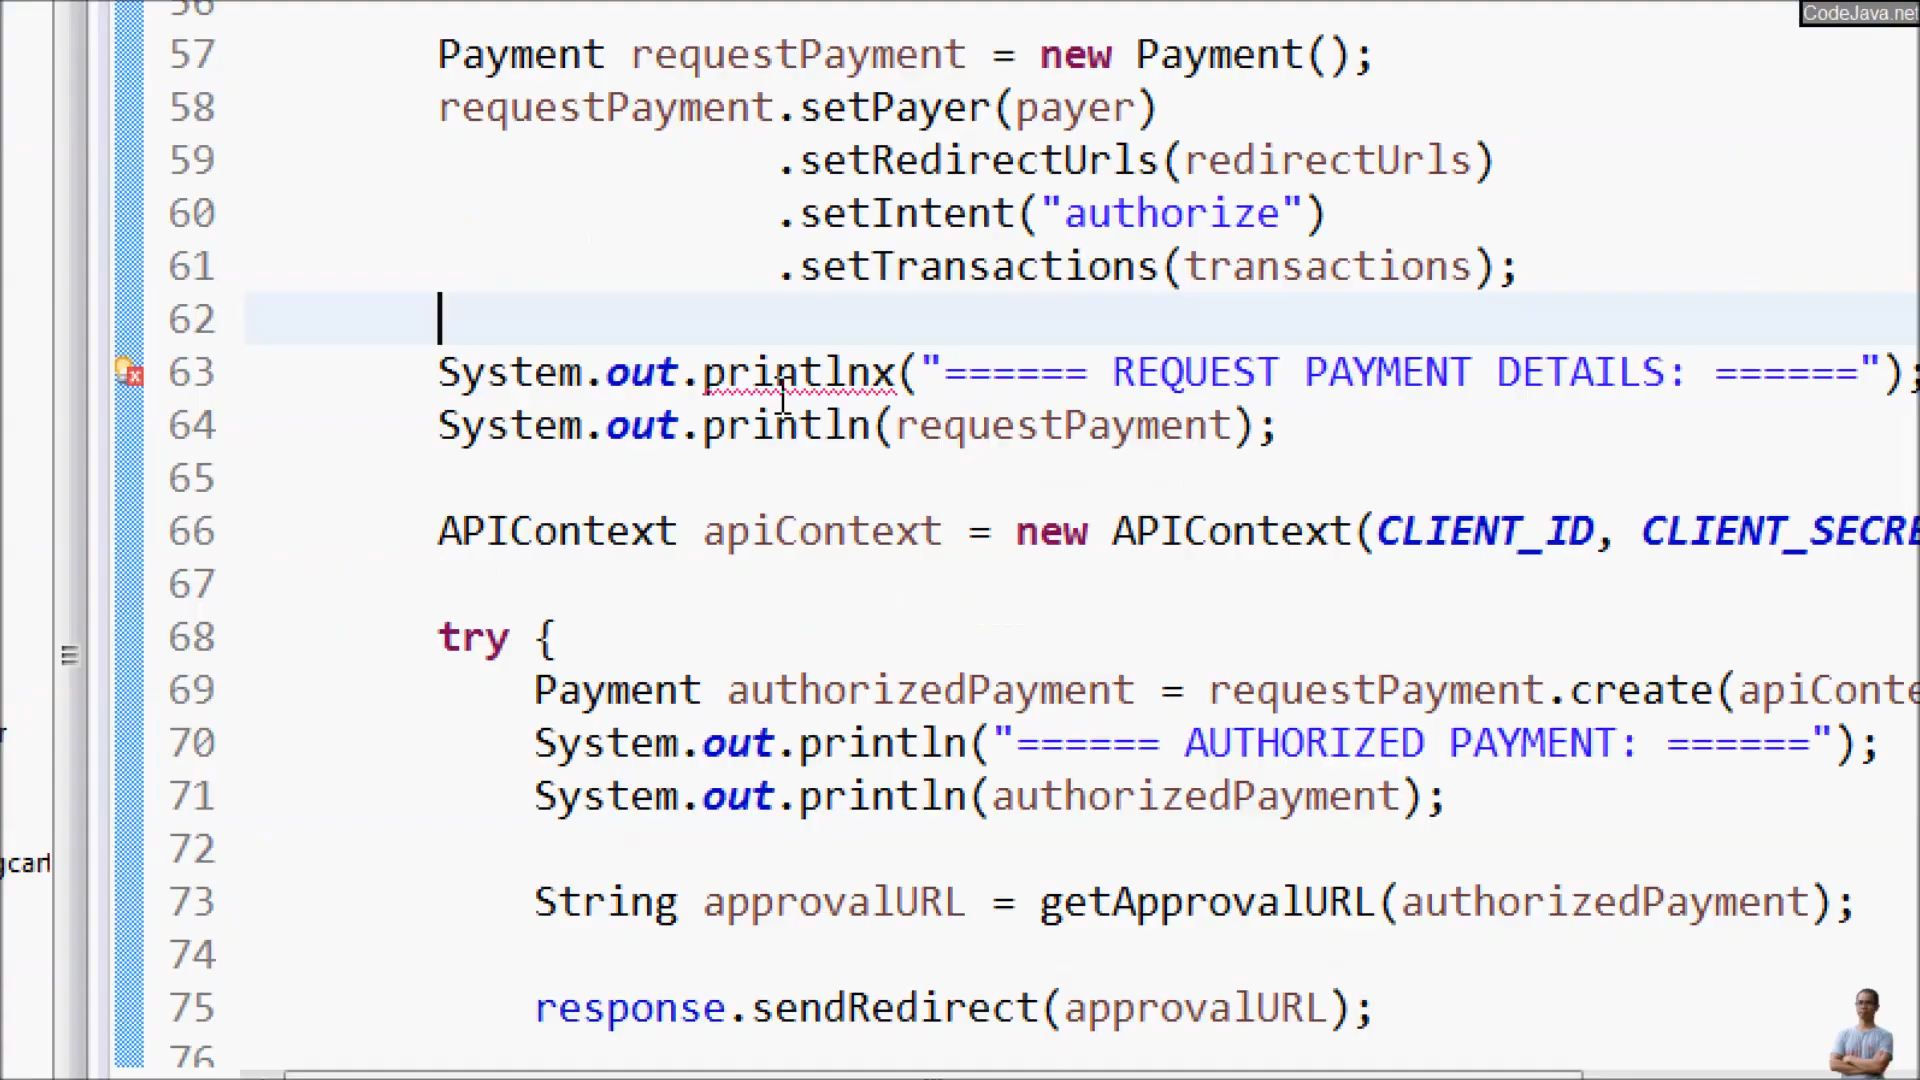 CodeJava.net
56
57 Payment requestPayment = new Payment();
58 requestPayment.setPayer(payer)
59 .setRedirectUrls(redirectUrls)
60 .setIntent("authorize")
61 .setTransactions(transactions);
62
63 System.out.printlnx("====== REQUEST PAYMENT DETAILS: ======");
64 System.out.println(requestPayment);
65
66 APIContext apiContext = new APIContext(CLIENT_ID, CLIENT_SECRE
67
68 try {
69 Payment authorizedPayment = requestPayment.create(apiConte
70 System.out.println("====== AUTHORIZED PAYMENT: ======");
71 System.out.println(authorizedPayment);
72
73 String approvalURL = getApprovalURL(authorizedPayment);
74
75 response.sendRedirect(approvalURL);
76